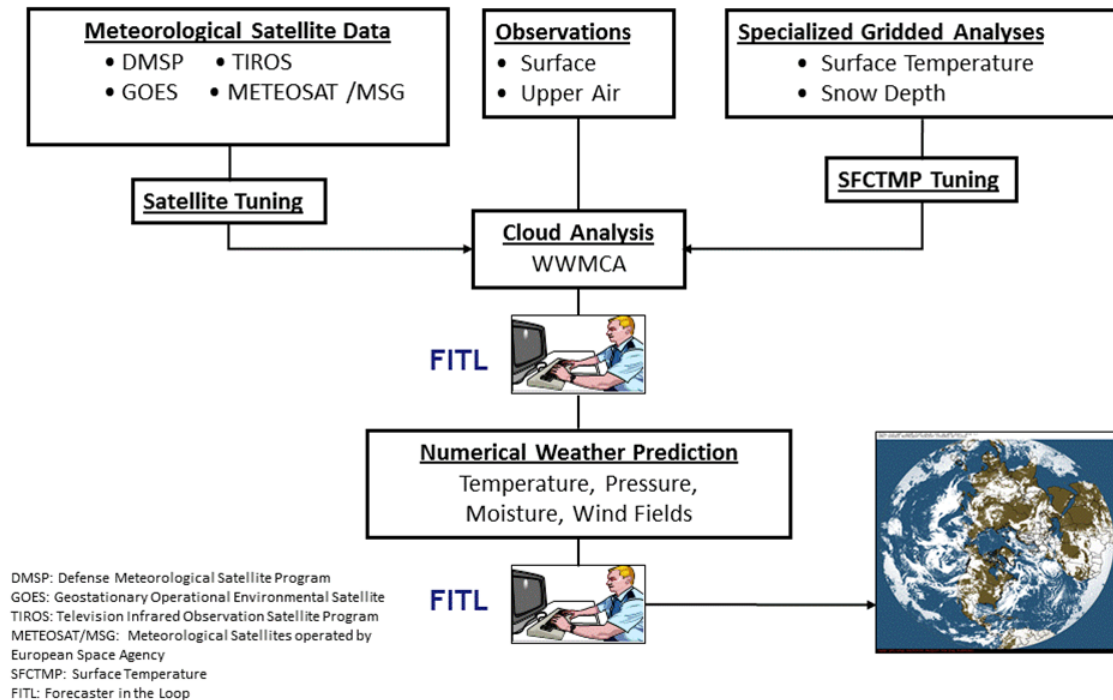 Meteorological Satellite Data
• DMSP • TIROS
• GOES • METEOSAT /MSG
Observations
• Surface
• Upper Air
Specialized Gridded Analyses
• Surface Temperature
• Snow Depth
Satellite Tuning
SFCTMP Tuning
Cloud Analysis
WWMCA
FITL
Numerical Weather Prediction
Temperature, Pressure,
Moisture, Wind Fields
FITL
DMSP: Defense Meteorological Satellite Program
GOES: Geostationary Operational Environmental Satellite
TIROS: Television Infrared Observation Satellite Program
METEOSAT/MSG: Meteorological Satellites operated by
European Space Agency
SFCTMP: Surface Temperature
FITL: Forecaster in the Loop